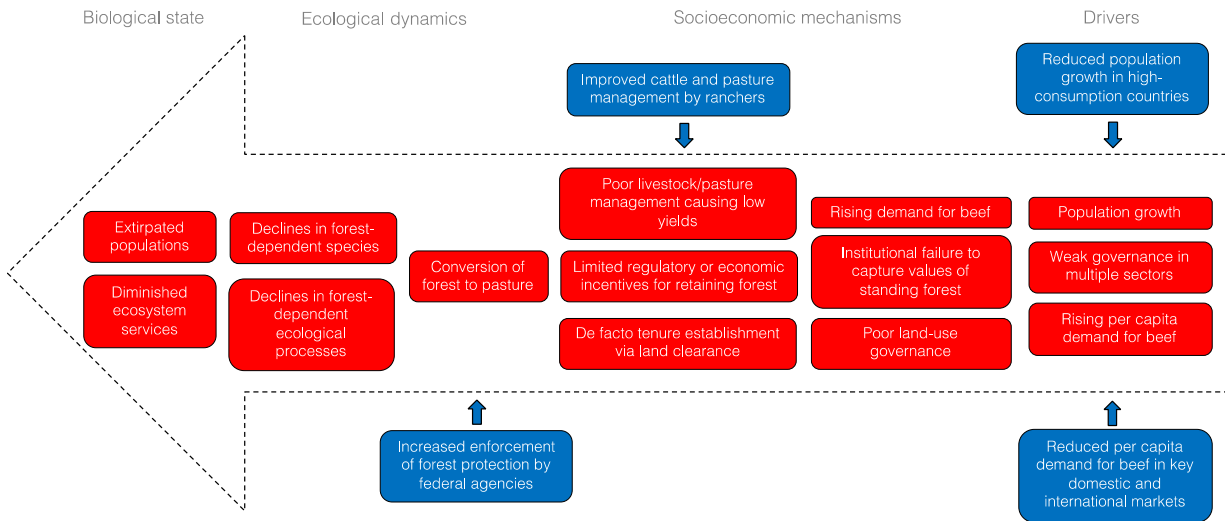 Biological state
Ecological dynamics
Socioeconomic mechanisms
Drivers
Improved cattle and pasture
management by ranchers
Reduced population
growth in high-
consumption countries
Extirpated
populations
Diminished
ecosystem
services
Declines in forest-
dependent species
Declines in forest-
dependent
ecological
processes
Conversion of
forest to pasture
Poor livestock/pasture
management causing low
yields
Limited regulatory or economic
incentives for retaining forest
De facto tenure establishment
via land clearance
Rising demand for beef
Institutional failure to
capture values of
standing forest
Poor land-use
governance
Population growth
Weak governance in
multiple sectors
Rising per capita
demand for beef
Increased enforcement
of forest protection by
federal agencies
Reduced per capita
demand for beef in key
domestic and
international markets